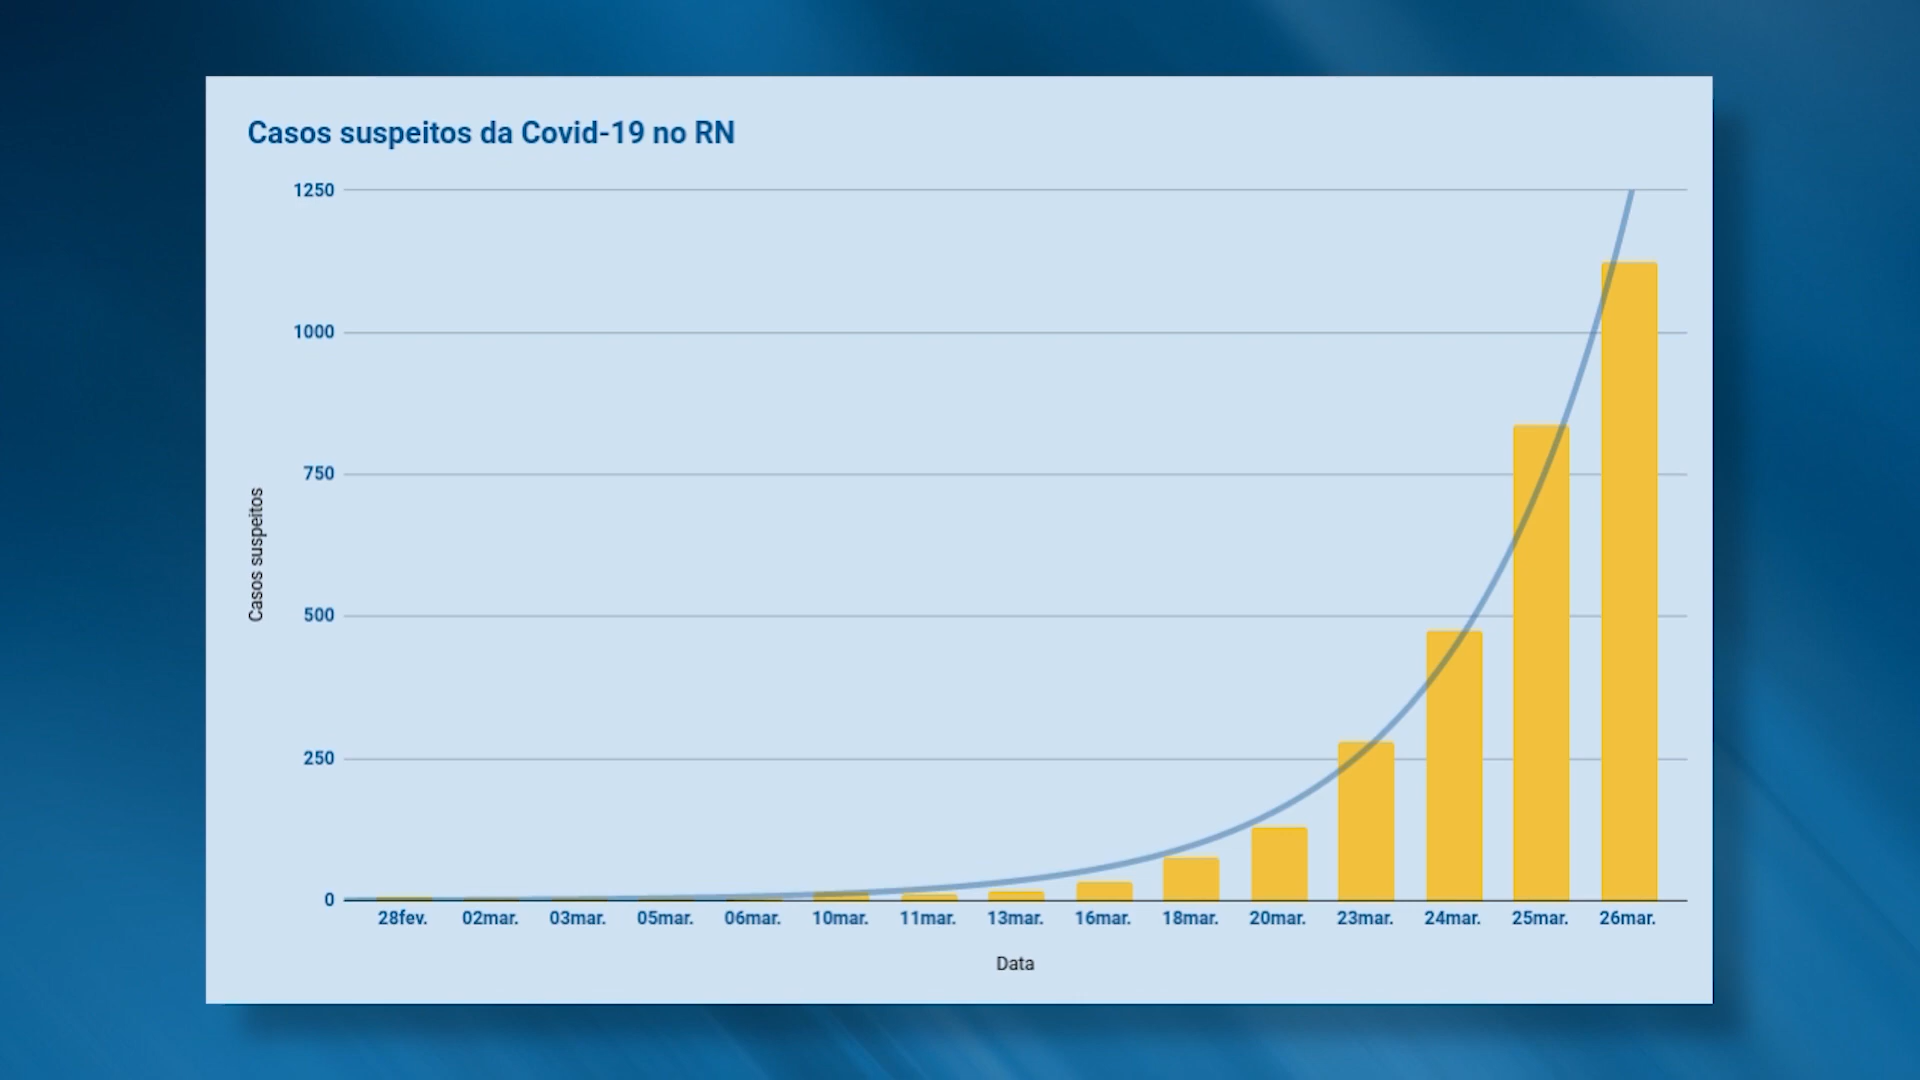 Casos suspeitos da Covid-19 no RN
1250
1000
750
500
250
0
Casos suspeitos
28fev. 02mar. 03mar. 05mar. 06mar. 10mar. 11mar. 13mar. 16mar. 18mar. 20mar. 23mar. 24mar. 25mar. 26mar.
Data